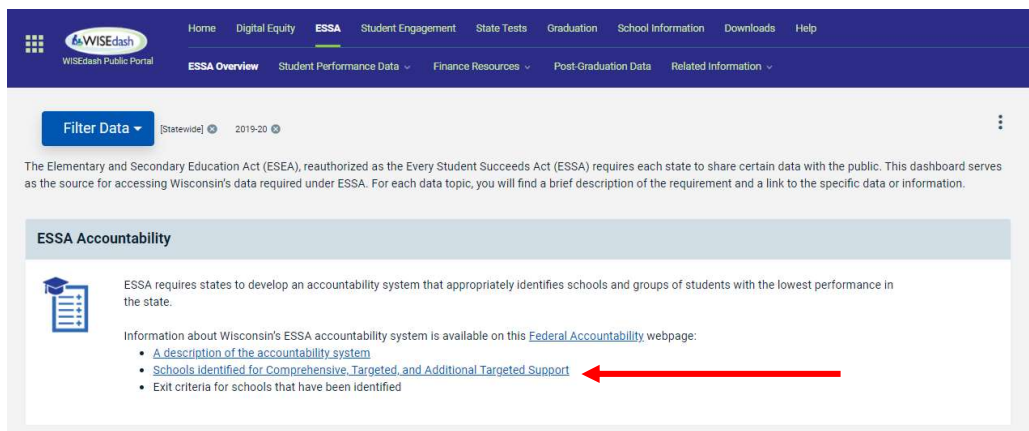 Home Digital Equity ESSA Student Engagement State Tests Graduation School Information Downloads Help
WISEdash
WISEdash Public Portal
ESSA Overview Student Performance Data Finance Resources Post-Graduation Data Related Information
Filter Data [Statewide] 2019-20
The Elementary and Secondary Education Act (ESEA), reauthorized as the Every Student Succeeds Act (ESSA) requires each state to share certain data with the public. This dashboard serves
as the source for accessing Wisconsin's data required under ESSA. For each data topic, you will find a brief description of the requirement and a link to the specific data or information.
ESSA Accountability
ESSA requires states to develop an accountability system that appropriately identifies schools and groups of students with the lowest performance in
the state.
Information about Wisconsin's ESSA accountability system is available on this Federal Accountability webpage:
• A description of the accountability system
• Schools identified for Comprehensive, Targeted, and Additional Targeted Support
• Exit criteria for schools that have been identified